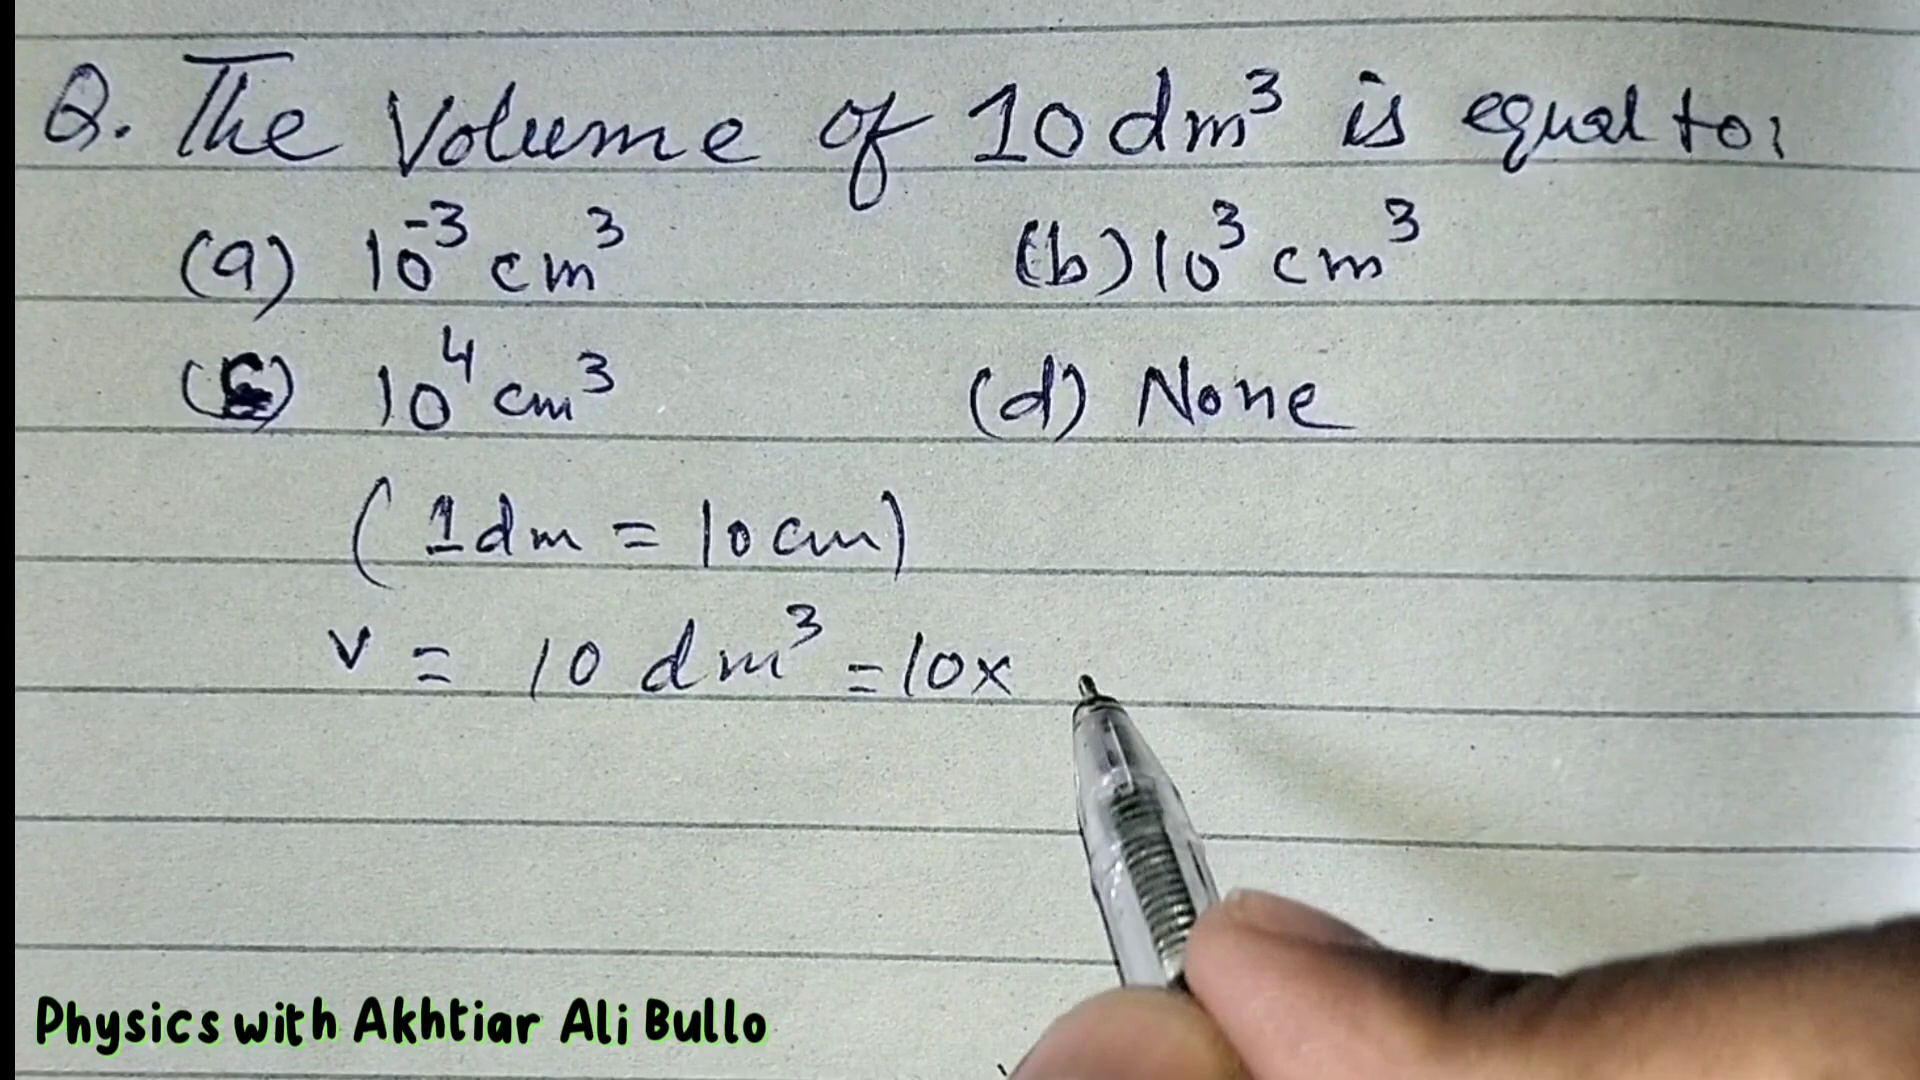 Q. The Volume of 10 dm³ is equal to:
(a) 10⁻³ cm³ (b) 10³ cm³
(c) 10⁴ cm³ (d) None
(1dm = 10cm)
V = 10 dm³ = 10x
Physics with Akhtiar Ali Bullo